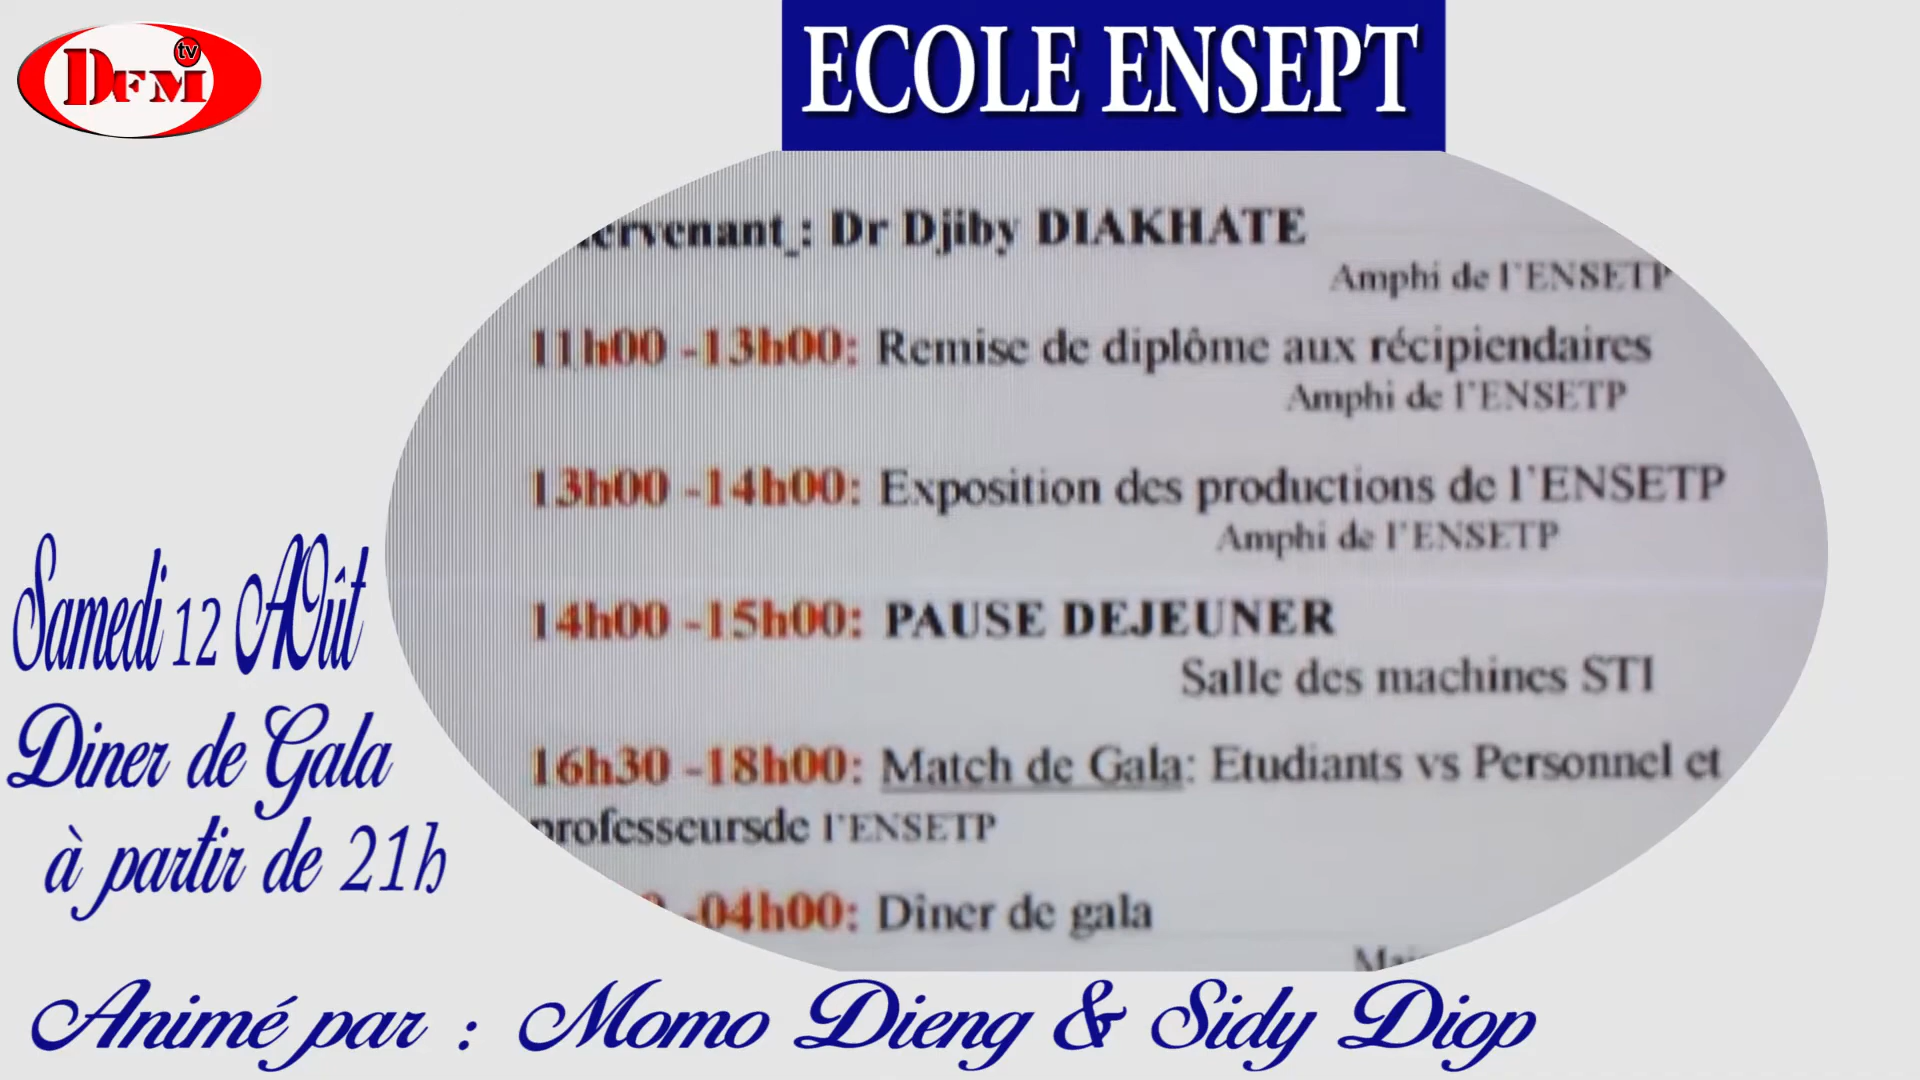 DFM tv
ECOLE ENSEPT
ervenant : Dr Djiby DIAKHATE
Amphi de l'ENSETP
11h00 -13h00: Remise de diplôme aux récipiendaires
Amphi de l'ENSETP
13h00 -14h00: Exposition des productions de l'ENSETP
Amphi de l'ENSETP
14h00 -15h00: PAUSE DEJEUNER
Salle des machines STI
16h30 -18h00: Match de Gala: Etudiants vs Personnel et
professeursde l'ENSETP
-04h00: Dîner de gala
Samedi 12 AOût
Diner de Gala
à partir de 21h
Animé par : Momo Dieng & Sidy Diop